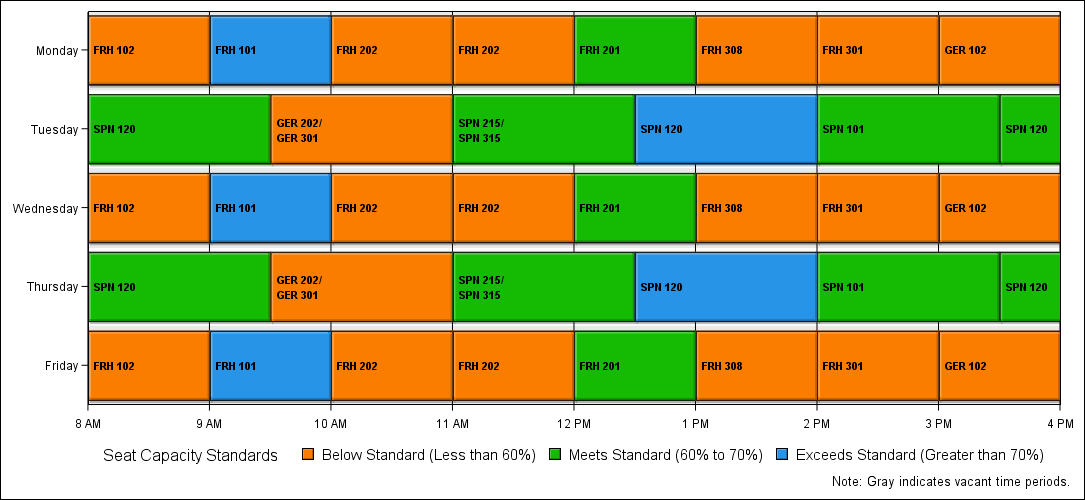 Monday
FRH 102
FRH 101
FRH 202
FRH 202
FRH 201
FRH 308
FRH 301
GER 102
Tuesday
SPN 120
GER 202/
GER 301
SPN 215/
SPN 315
SPN 120
SPN 101
SPN 120
Wednesday
FRH 102
FRH 101
FRH 202
FRH 202
FRH 201
FRH 308
FRH 301
GER 102
Thursday
SPN 120
GER 202/
GER 301
SPN 215/
SPN 315
SPN 120
SPN 101
SPN 120
Friday
FRH 102
FRH 101
FRH 202
FRH 202
FRH 201
FRH 308
FRH 301
GER 102
8 AM 9 AM 10 AM 11 AM 12 PM 1 PM 2 PM 3 PM 4 PM
Seat Capacity Standards Below Standard (Less than 60%) Meets Standard (60% to 70%) Exceeds Standard (Greater than 70%)
Note: Gray indicates vacant time periods.